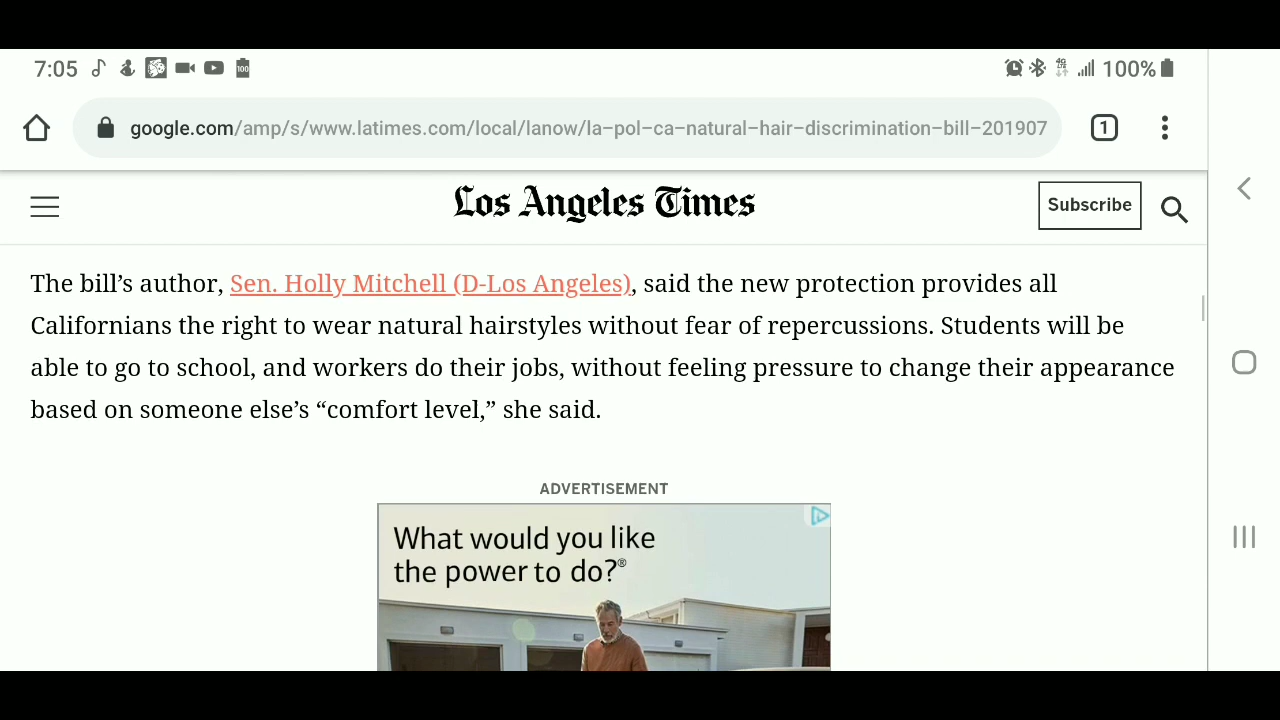 7:05 100 4G LTE 100%
google.com/amp/s/www.latimes.com/local/lanow/la-pol-ca-natural-hair-discrimination-bill-201907 1
Los Angeles Times
Subscribe
The bill’s author, Sen. Holly Mitchell (D-Los Angeles), said the new protection provides all
Californians the right to wear natural hairstyles without fear of repercussions. Students will be
able to go to school, and workers do their jobs, without feeling pressure to change their appearance
based on someone else’s “comfort level,” she said.
ADVERTISEMENT
What would you like
the power to do?®